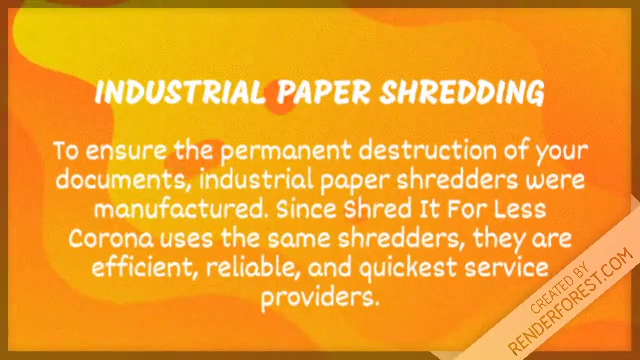 INDUSTRIAL PAPER SHREDDING
To ensure the permanent destruction of your
documents, industrial paper shredders were
manufactured. Since Shred It For Less
Corona uses the same shredders, they are
efficient, reliable, and quickest service
providers.
CREATED BY
RENDERFOREST.COM